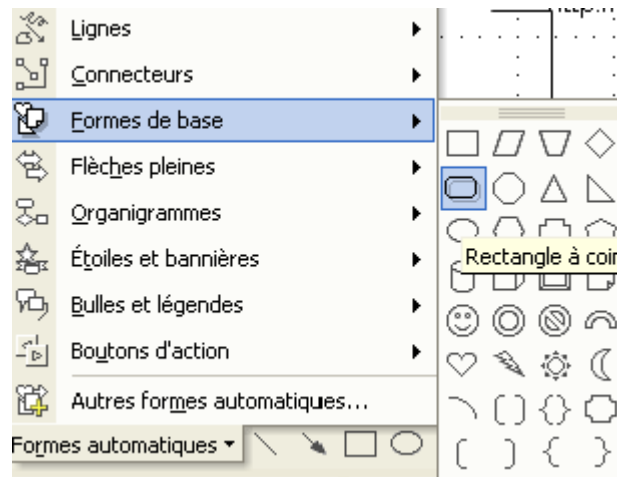 Lignes
Connecteurs
Formes de base
Flèches pleines
Organigrammes
Étoiles et bannières
Bulles et légendes
Boutons d'action
Autres formes automatiques...
Formes automatiques
Rectangle à